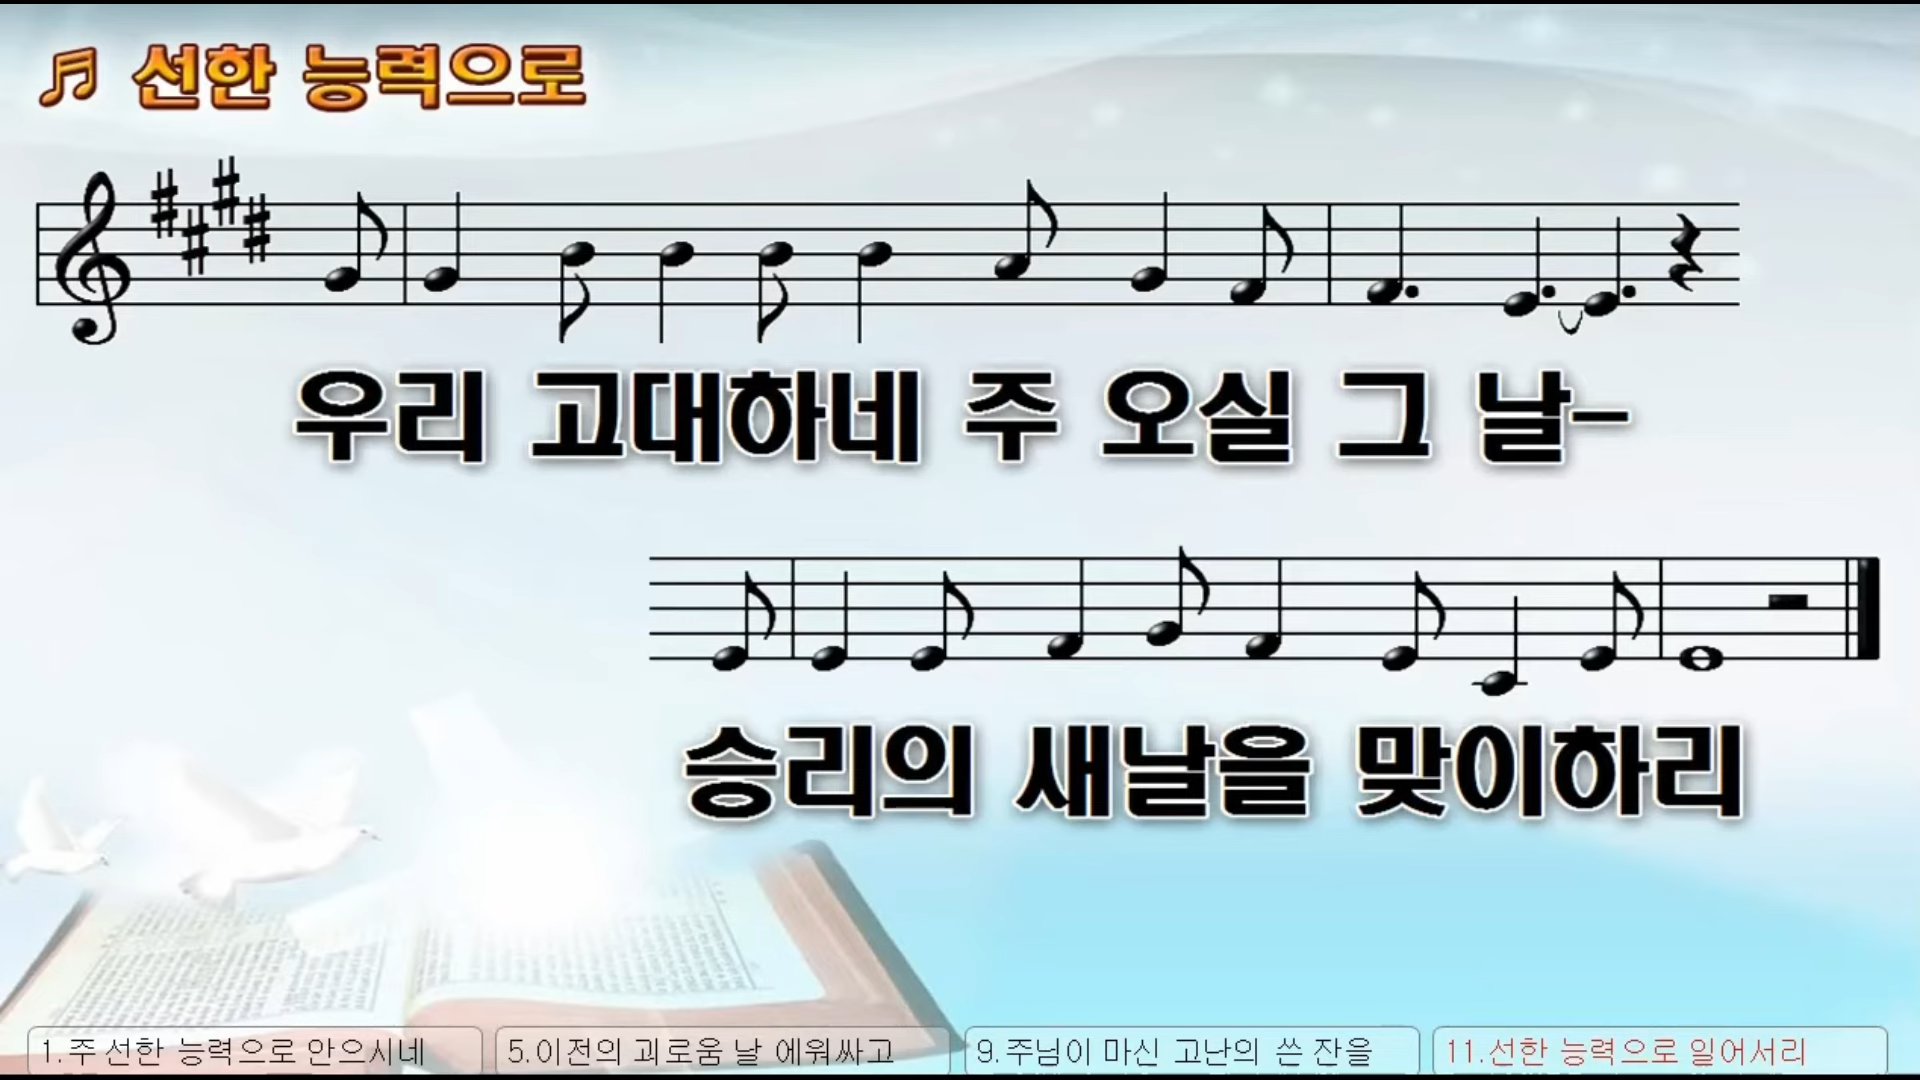 선한 능력으로
우리 고대하네 주 오실 그 날-
승리의 새날을 맞이하리
1.주 선한 능력으로 안으시네
5.이전의 괴로움 날 에워싸고
9.주님이 마신 고난의 쓴 잔을
11.선한 능력으로 일어서리